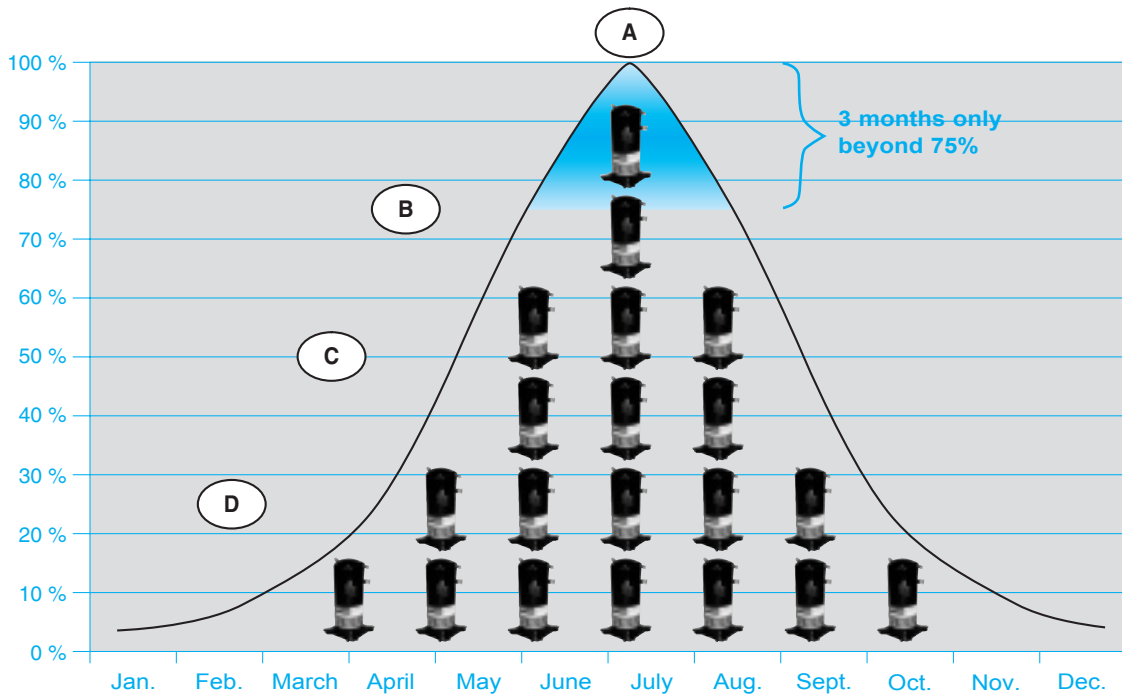 A
100 %
90 %
3 months only
beyond 75%
80 %
B
70 %
60 %
C
50 %
40 %
30 %
D
20 %
10 %
0 %
Jan. Feb. March April May June July Aug. Sept. Oct. Nov. Dec.